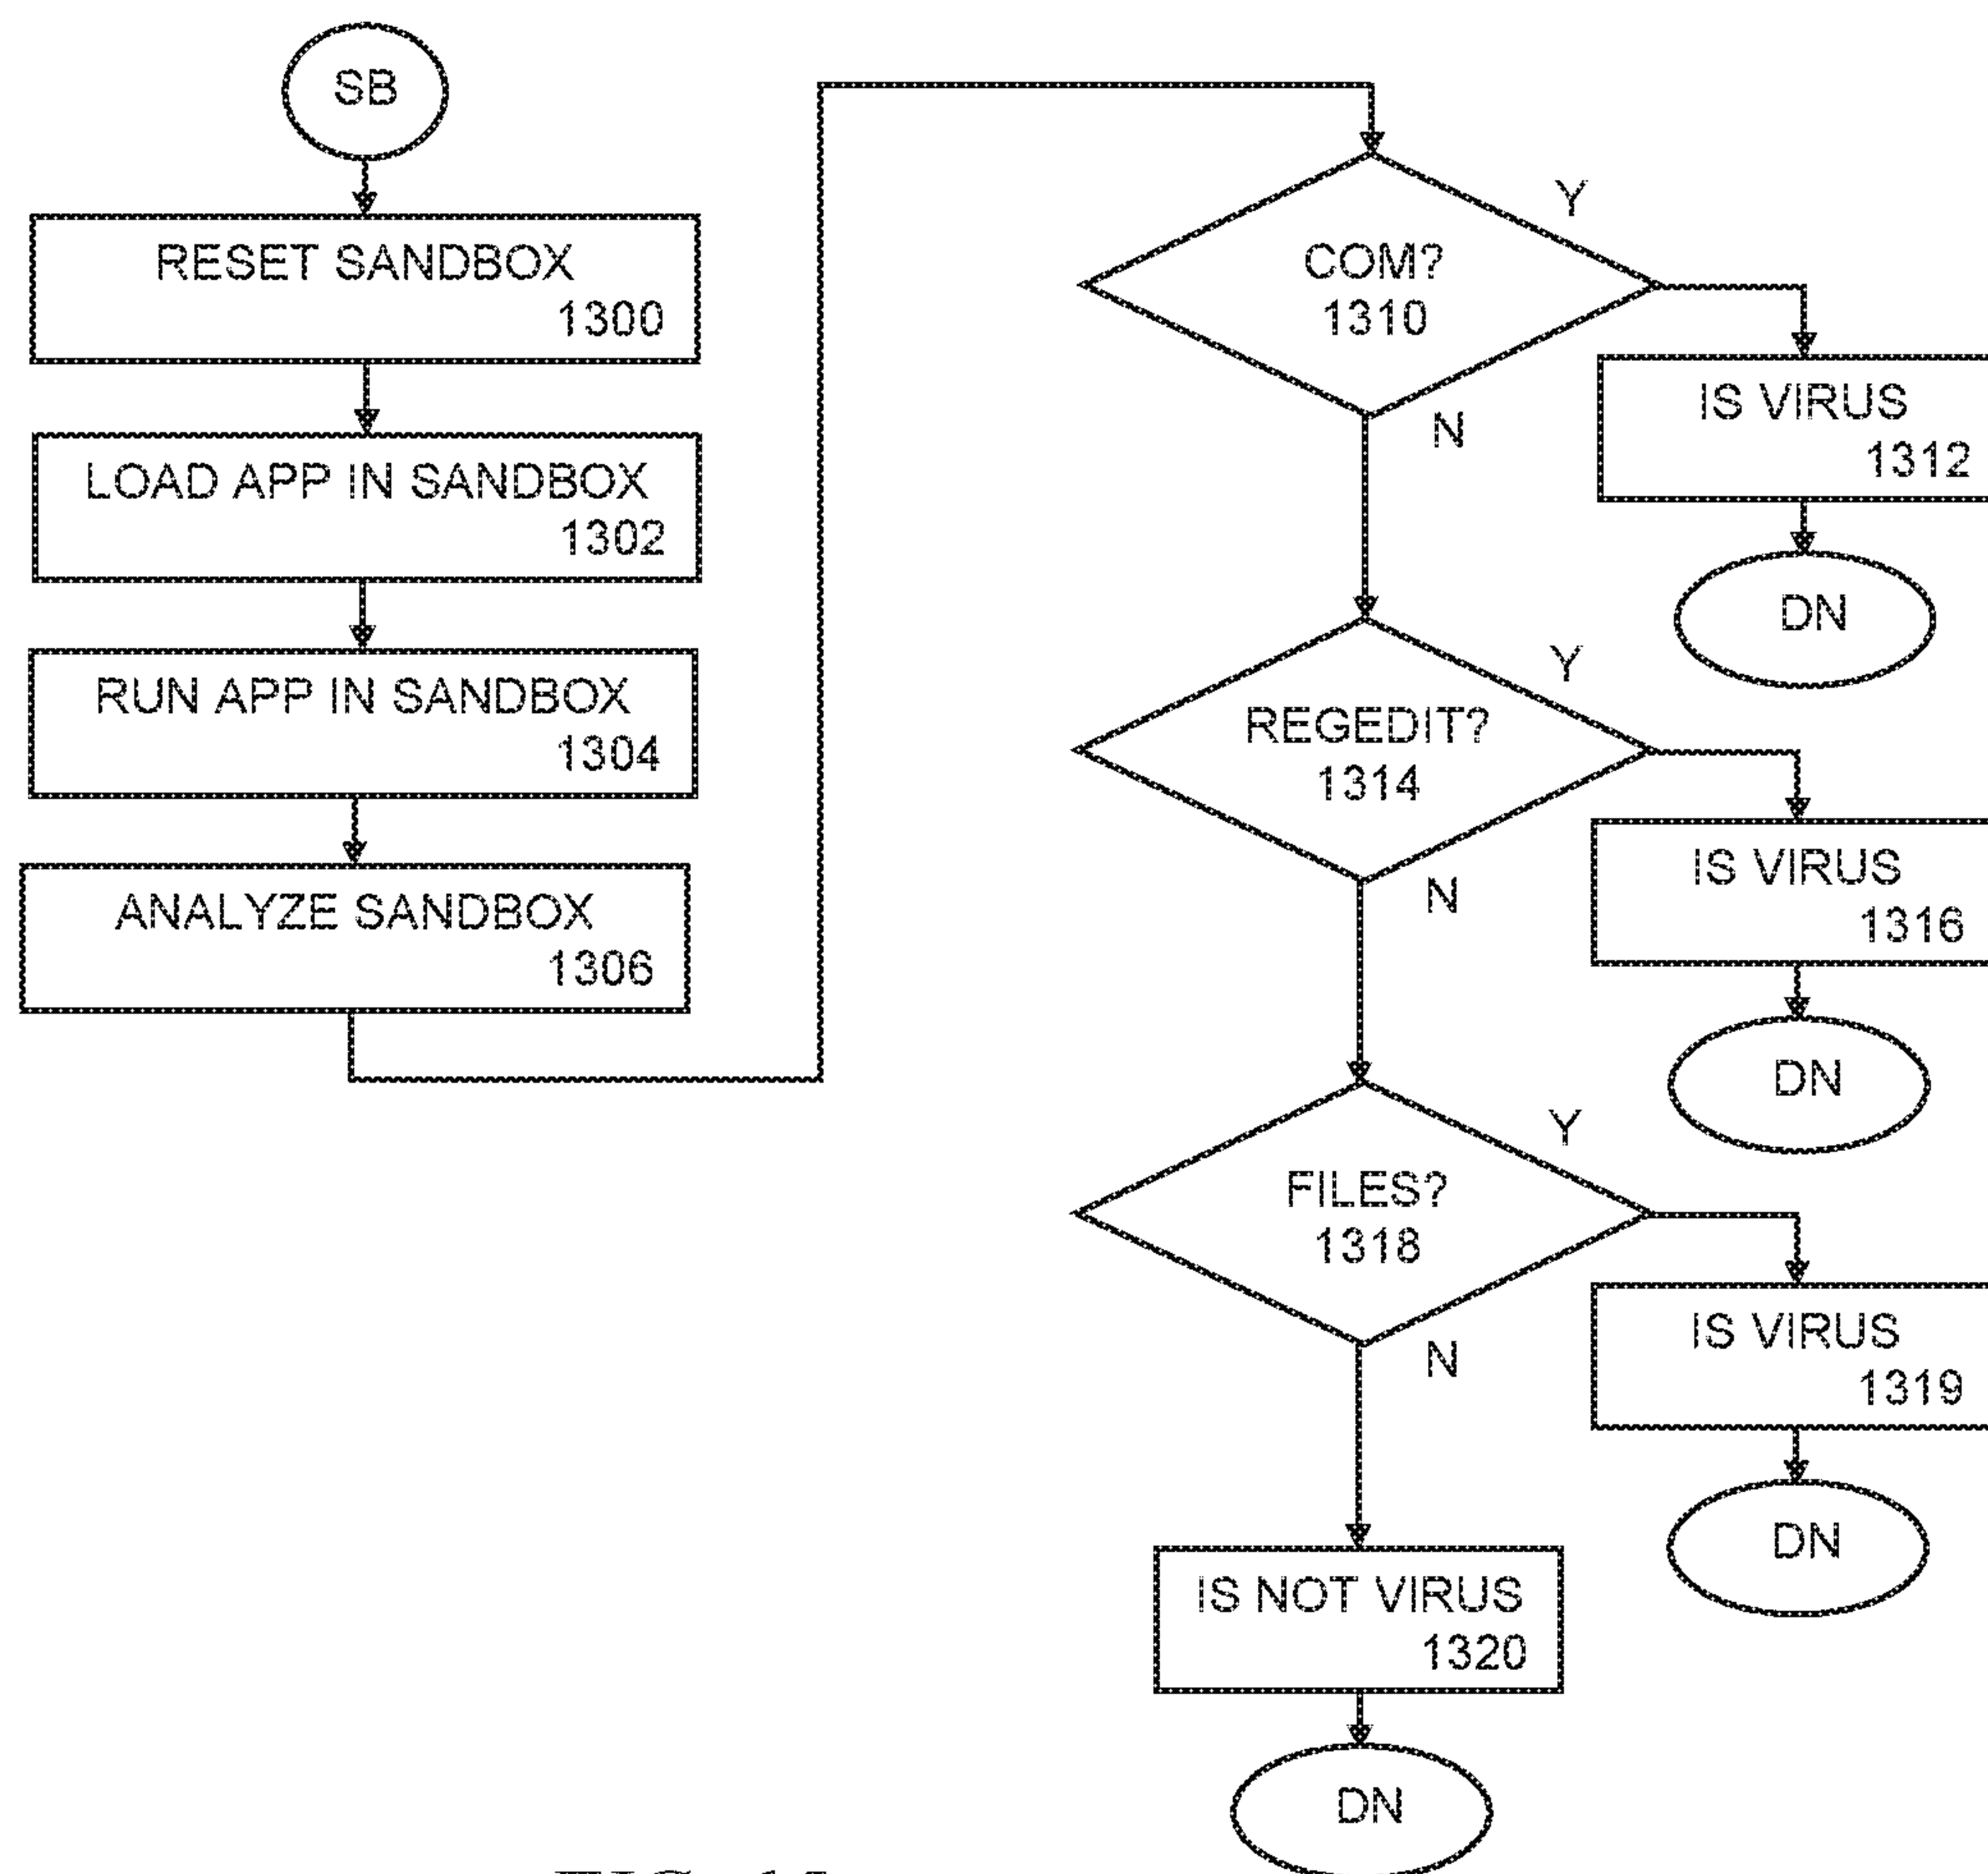 SB
RESET SANDBOX
1300
LOAD APP IN SANDBOX
1302
RUN APP IN SANDBOX
1304
ANALYZE SANDBOX
1306
COM?
1310
Y
N
IS VIRUS
1312
DN
REGEDIT?
1314
Y
N
IS VIRUS
1316
DN
FILES?
1318
Y
N
IS VIRUS
1319
DN
IS NOT VIRUS
1320
DN